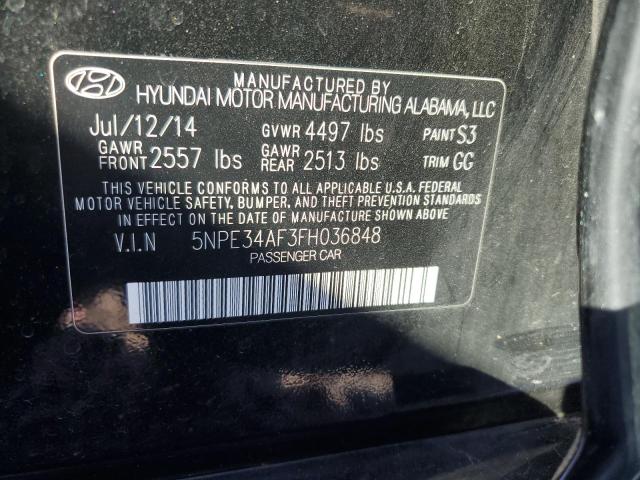 MANUFACTURED BY
HYUNDAI MOTOR MANUFACTURING ALABAMA, LLC
Jul/12/14 GVWR 4497 lbs PAINT S3
GAWR FRONT 2557 lbs GAWR REAR 2513 lbs TRIM GG
THIS VEHICLE CONFORMS TO ALL APPLICABLE U.S.A. FEDERAL
MOTOR VEHICLE SAFETY, BUMPER, AND THEFT PREVENTION STANDARDS
IN EFFECT ON THE DATE OF MANUFACTURE SHOWN ABOVE
V.I.N 5NPE34AF3FH036848
PASSENGER CAR